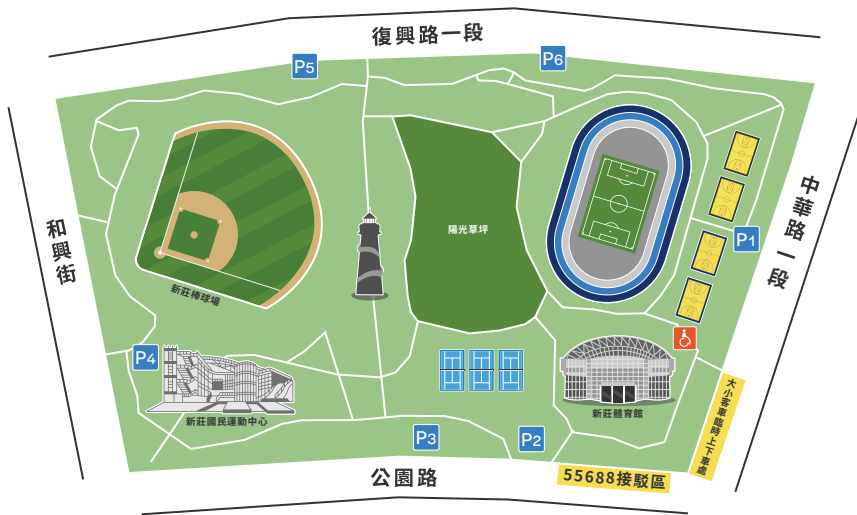 復興路一段
P5
P6
中華路一段
P1
和興街
陽光草坪
新莊棒球場
P4
新莊國民運動中心
新莊體育館
大小客車臨時上下車處
P3
P2
公園路
55688接駁區